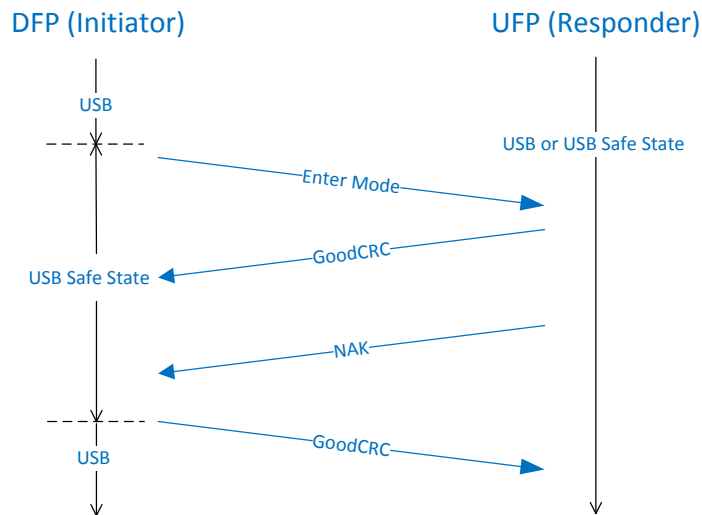 DFP (Initiator)
UFP (Responder)
USB
USB or USB Safe State
Enter Mode
GoodCRC
USB Safe State
NAK
GoodCRC
USB